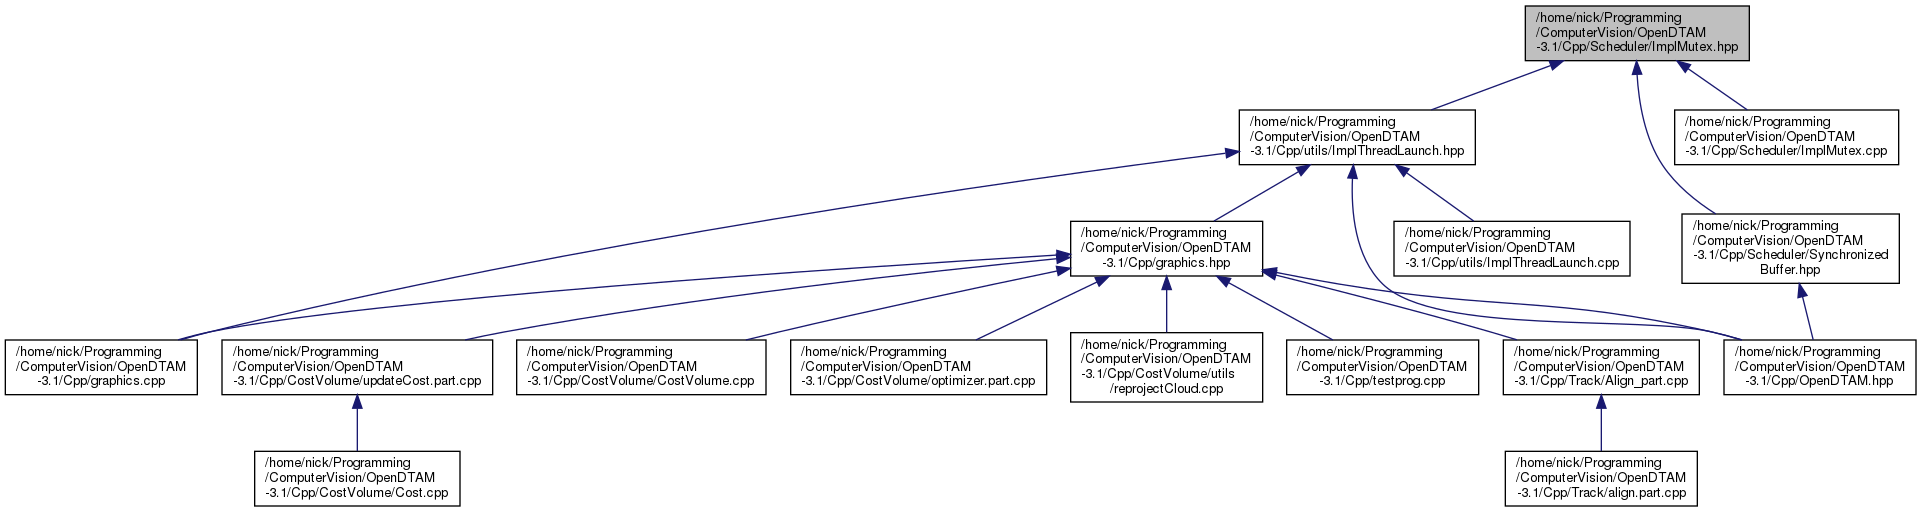 /home/nick/Programming
/ComputerVision/OpenDTAM
-3.1/Cpp/Scheduler/ImplMutex.hpp
/home/nick/Programming
/ComputerVision/OpenDTAM
-3.1/Cpp/utils/ImplThreadLaunch.hpp
/home/nick/Programming
/ComputerVision/OpenDTAM
-3.1/Cpp/Scheduler/ImplMutex.cpp
/home/nick/Programming
/ComputerVision/OpenDTAM
-3.1/Cpp/graphics.hpp
/home/nick/Programming
/ComputerVision/OpenDTAM
-3.1/Cpp/utils/ImplThreadLaunch.cpp
/home/nick/Programming
/ComputerVision/OpenDTAM
-3.1/Cpp/Scheduler/Synchronized
Buffer.hpp
/home/nick/Programming
/ComputerVision/OpenDTAM
-3.1/Cpp/graphics.cpp
/home/nick/Programming
/ComputerVision/OpenDTAM
-3.1/Cpp/CostVolume/updateCost.part.cpp
/home/nick/Programming
/ComputerVision/OpenDTAM
-3.1/Cpp/CostVolume/CostVolume.cpp
/home/nick/Programming
/ComputerVision/OpenDTAM
-3.1/Cpp/CostVolume/optimizer.part.cpp
/home/nick/Programming
/ComputerVision/OpenDTAM
-3.1/Cpp/CostVolume/utils
/reprojectCloud.cpp
/home/nick/Programming
/ComputerVision/OpenDTAM
-3.1/Cpp/testprog.cpp
/home/nick/Programming
/ComputerVision/OpenDTAM
-3.1/Cpp/Track/Align_part.cpp
/home/nick/Programming
/ComputerVision/OpenDTAM
-3.1/Cpp/OpenDTAM.hpp
/home/nick/Programming
/ComputerVision/OpenDTAM
-3.1/Cpp/CostVolume/Cost.cpp
/home/nick/Programming
/ComputerVision/OpenDTAM
-3.1/Cpp/Track/align.part.cpp